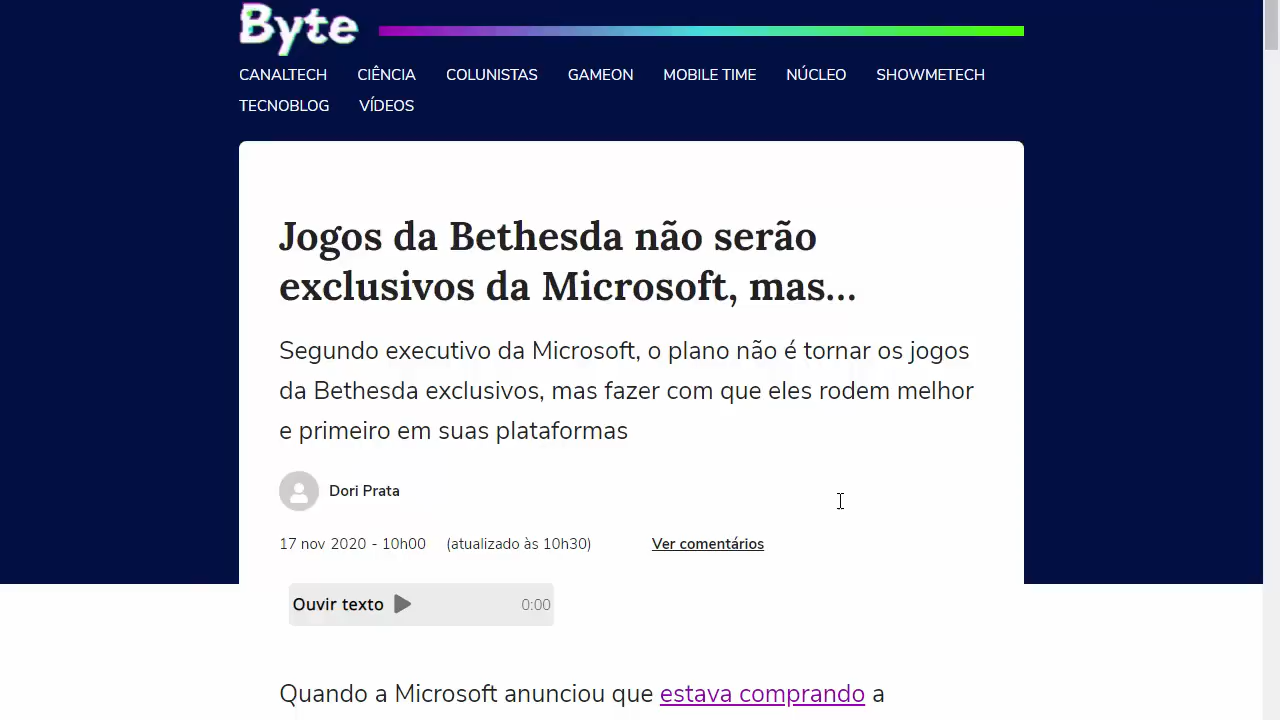 Byte
CANALTECH CIÊNCIA COLUNISTAS GAMEON MOBILE TIME NÚCLEO SHOWMETECH
TECNOBLOG VÍDEOS
Jogos da Bethesda não serão
exclusivos da Microsoft, mas...
Segundo executivo da Microsoft, o plano não é tornar os jogos
da Bethesda exclusivos, mas fazer com que eles rodem melhor
e primeiro em suas plataformas
Dori Prata
17 nov 2020 - 10h00 (atualizado às 10h30) Ver comentários
Ouvir texto 0:00
Quando a Microsoft anunciou que estava comprando a